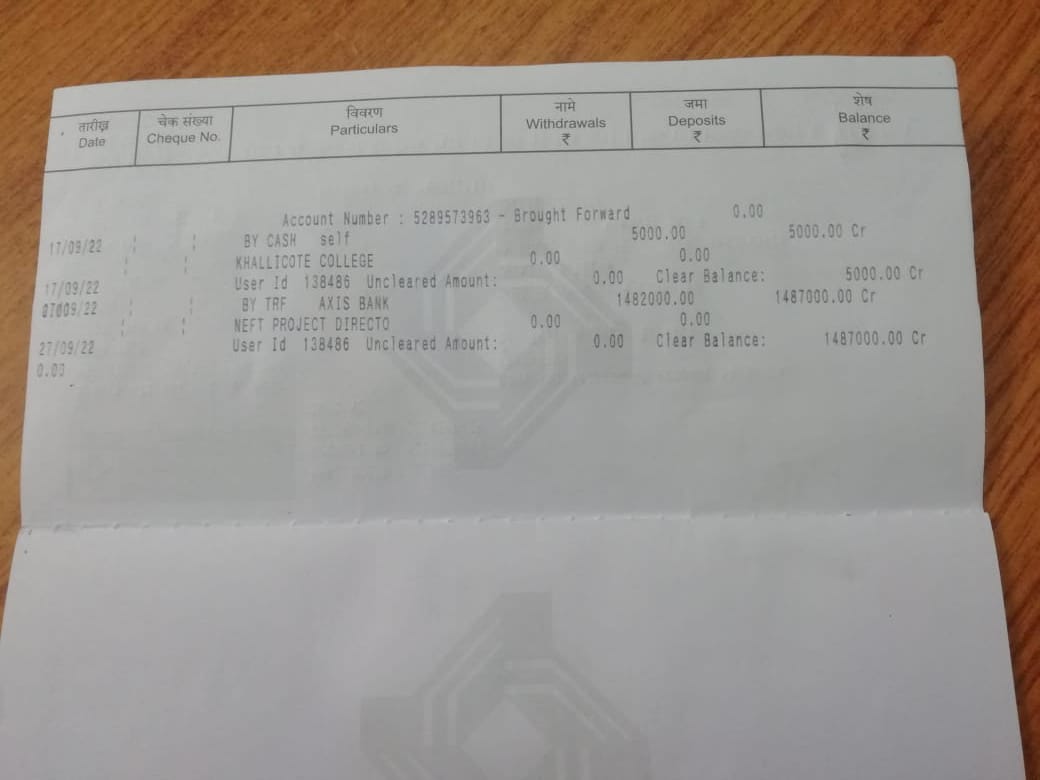 तारीख चेक संख्या विवरण नामे जमा शेष
Date Cheque No. Particulars Withdrawals Deposits Balance
₹ ₹ ₹
Account Number : 5289573963 - Brought Forward 0.00
17/09/22 BY CASH self 5000.00 5000.00 Cr
KHALLICOTE COLLEGE 0.00 0.00
17/09/22 User Id 138486 Uncleared Amount: 0.00 Clear Balance: 5000.00 Cr
BY TRF AXIS BANK 1482000.00 1487000.00 Cr
NEFT PROJECT DIRECTO 0.00 0.00
27/09/22 User Id 138486 Uncleared Amount: 0.00 Clear Balance: 1487000.00 Cr
0.00